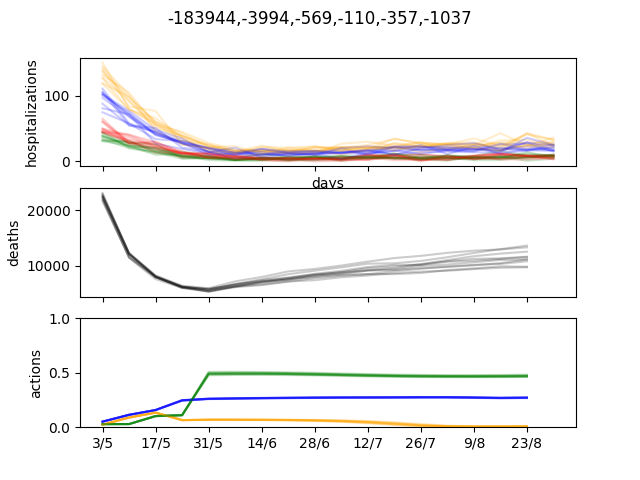 -183944,-3994,-569,-110,-357,-1037
hospitalizations
100
0
days
deaths
20000
10000
actions
1.0
0.5
0.0
3/5 17/5 31/5 14/6 28/6 12/7 26/7 9/8 23/8